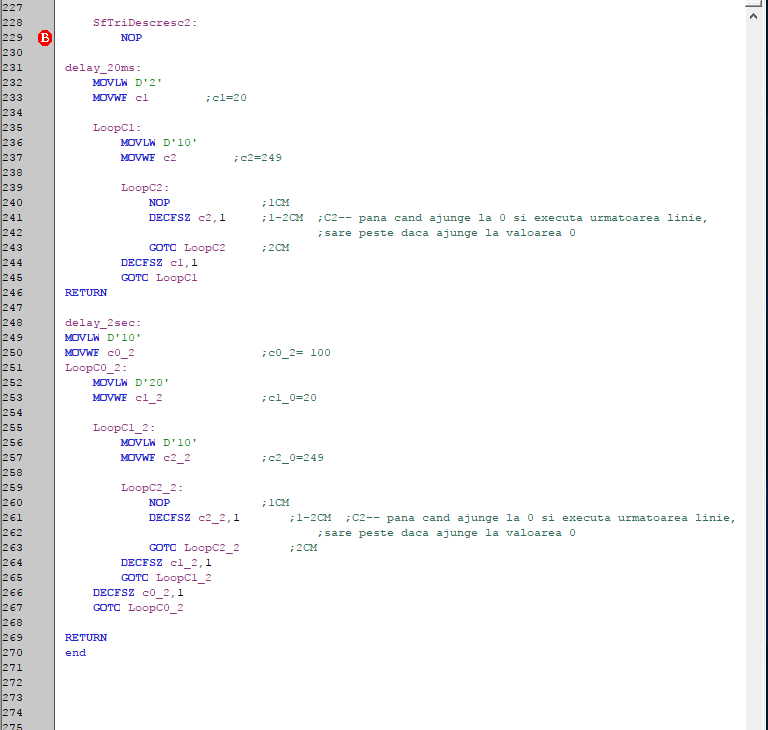 227
228 SfTriDescresc2:
229 B NOP
230
231 delay_20ms:
232 MOVLW D'2'
233 MOVWF c1 ;c1=20
234
235 LoopC1:
236 MOVLW D'10'
237 MOVWF c2 ;c2=249
238
239 LoopC2:
240 NOP ;1CM
241 DECFSZ c2,1 ;1-2CM ;C2-- pana cand ajunge la 0 si executa urmatoarea linie,
242 ;sare peste daca ajunge la valoarea 0
243 GOTO LoopC2 ;2CM
244 DECFSZ c1,1
245 GOTO LoopC1
246 RETURN
247
248 delay_2sec:
249 MOVLW D'10'
250 MOVWF c0_2 ;c0_2= 100
251 LoopC0_2:
252 MOVLW D'20'
253 MOVWF c1_2 ;c1_0=20
254
255 LoopC1_2:
256 MOVLW D'10'
257 MOVWF c2_2 ;c2_0=249
258
259 LoopC2_2:
260 NOP ;1CM
261 DECFSZ c2_2,1 ;1-2CM ;C2-- pana cand ajunge la 0 si executa urmatoarea linie,
262 ;sare peste daca ajunge la valoarea 0
263 GOTO LoopC2_2 ;2CM
264 DECFSZ c1_2,1
265 GOTO LoopC1_2
266 DECFSZ c0_2,1
267 GOTO LoopC0_2
268
269 RETURN
270 end
271
272
273
274
275